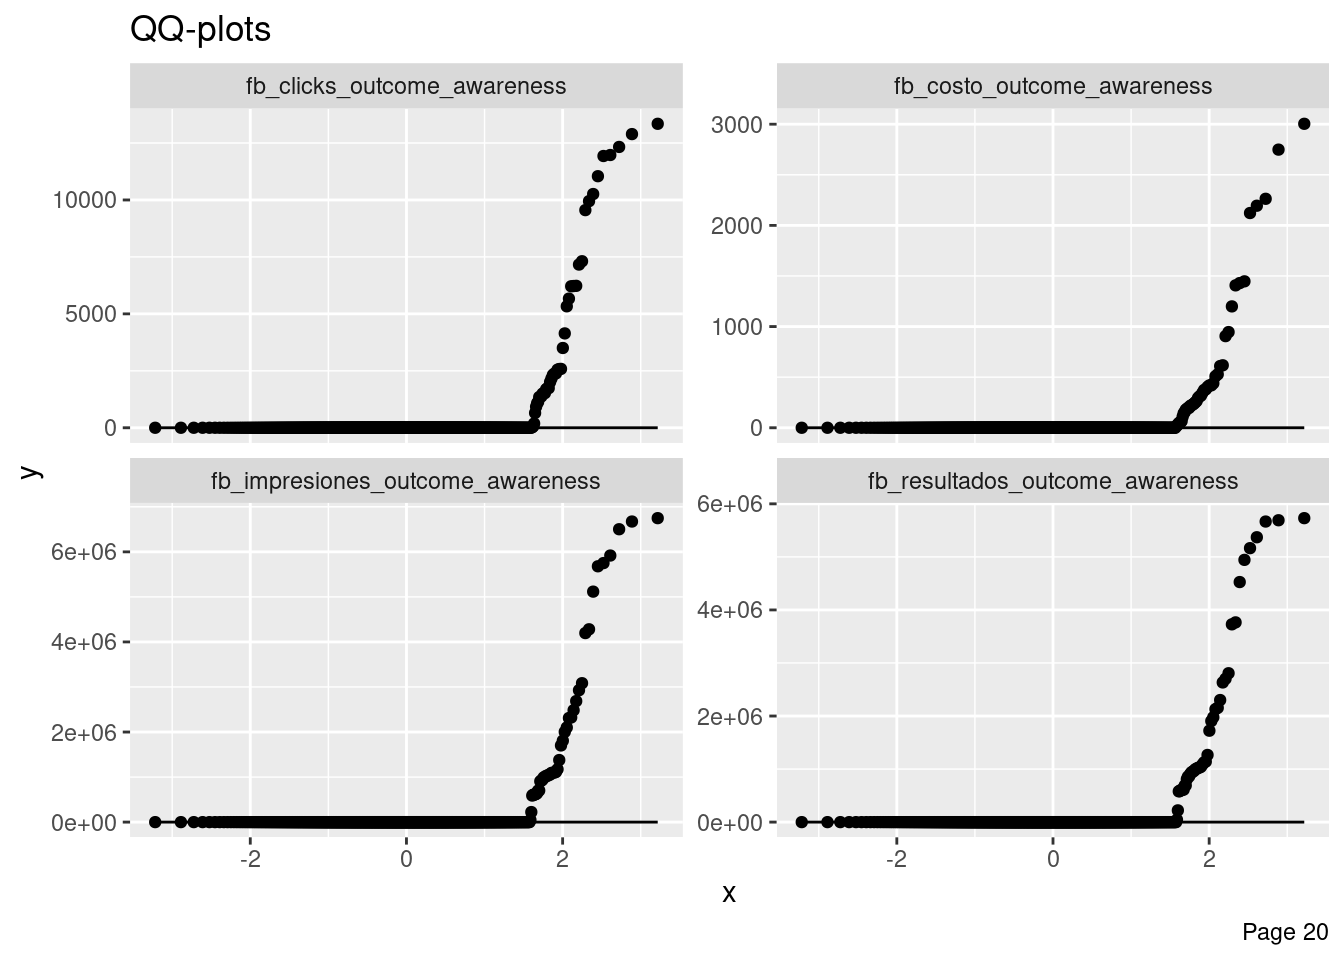 QQ-plots
fb_clicks_outcome_awareness
fb_costo_outcome_awareness
10000
5000
0
3000
2000
1000
0
y
fb_impresiones_outcome_awareness
fb_resultados_outcome_awareness
6e+06
4e+06
2e+06
0e+00
6e+06
4e+06
2e+06
0e+00
-2 0 2
-2 0 2
x
Page 20